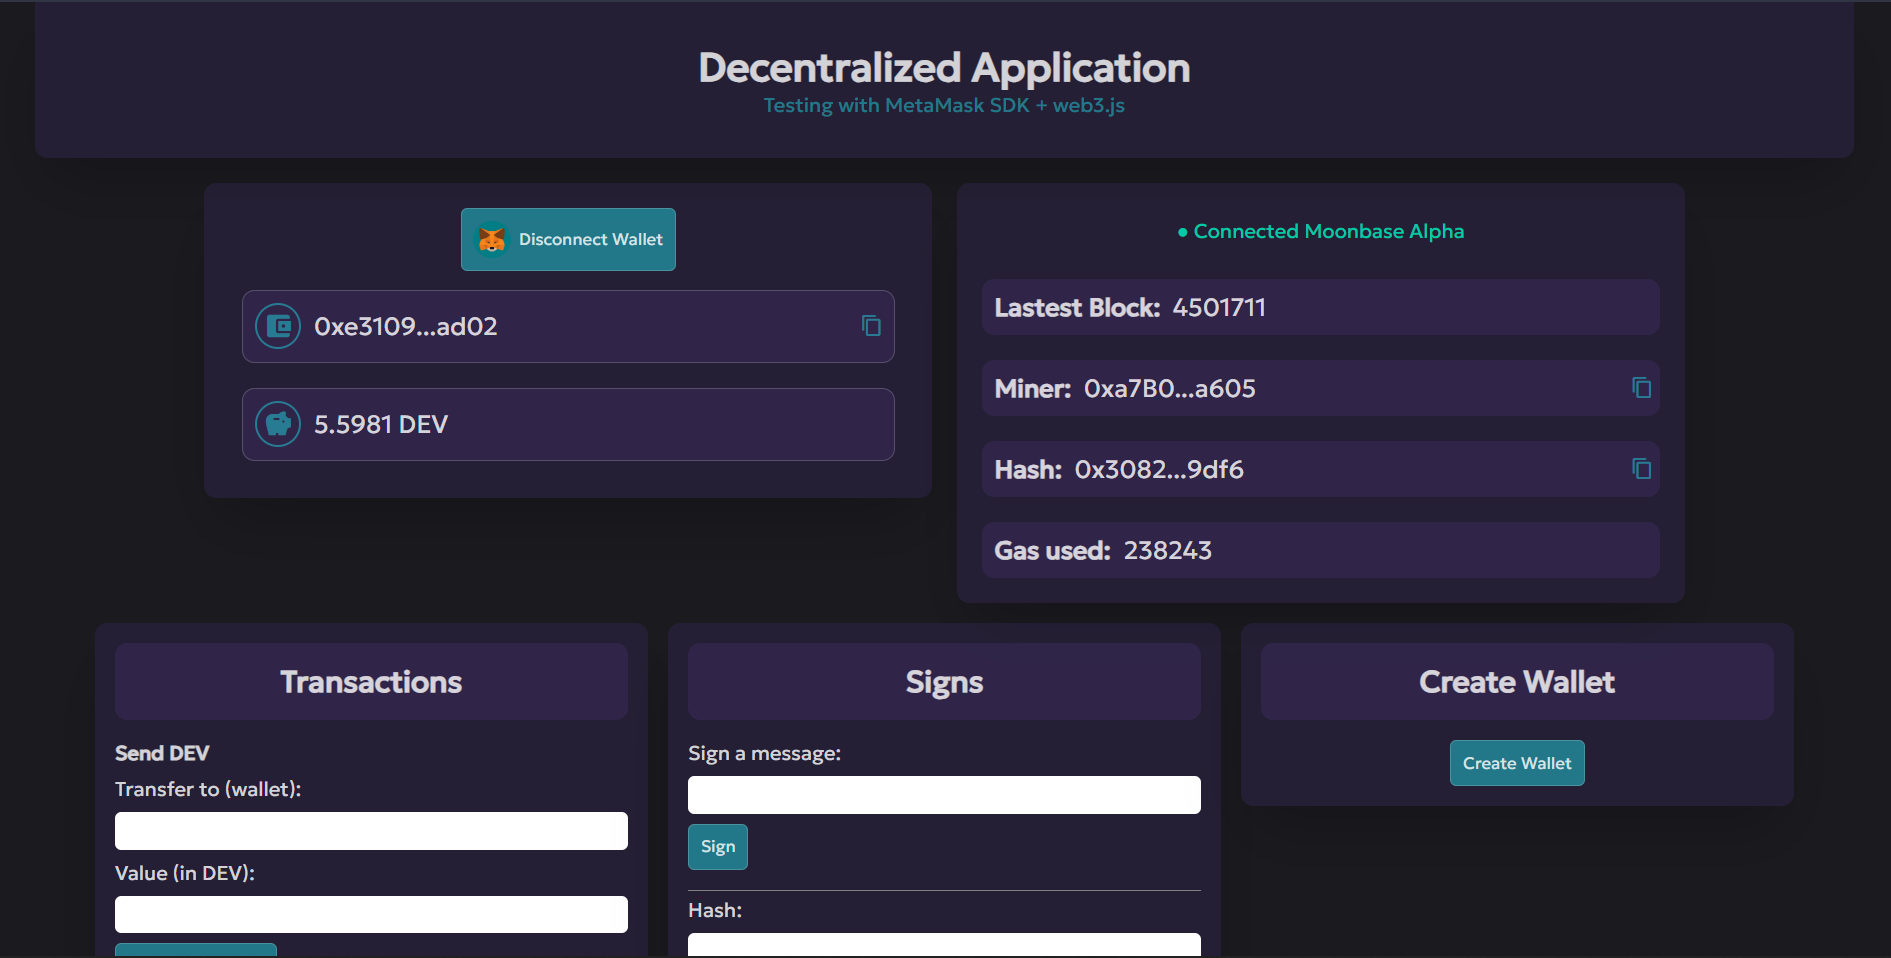 Decentralized Application
Testing with MetaMask SDK + web3.js
Disconnect Wallet
0xe3109...ad02
5.5981 DEV
● Connected Moonbase Alpha
Lastest Block: 4501711
Miner: 0xa7B0...a605
Hash: 0x3082...9df6
Gas used: 238243
Transactions
Send DEV
Transfer to (wallet):
Value (in DEV):
Signs
Sign a message:
Sign
Hash:
Create Wallet
Create Wallet